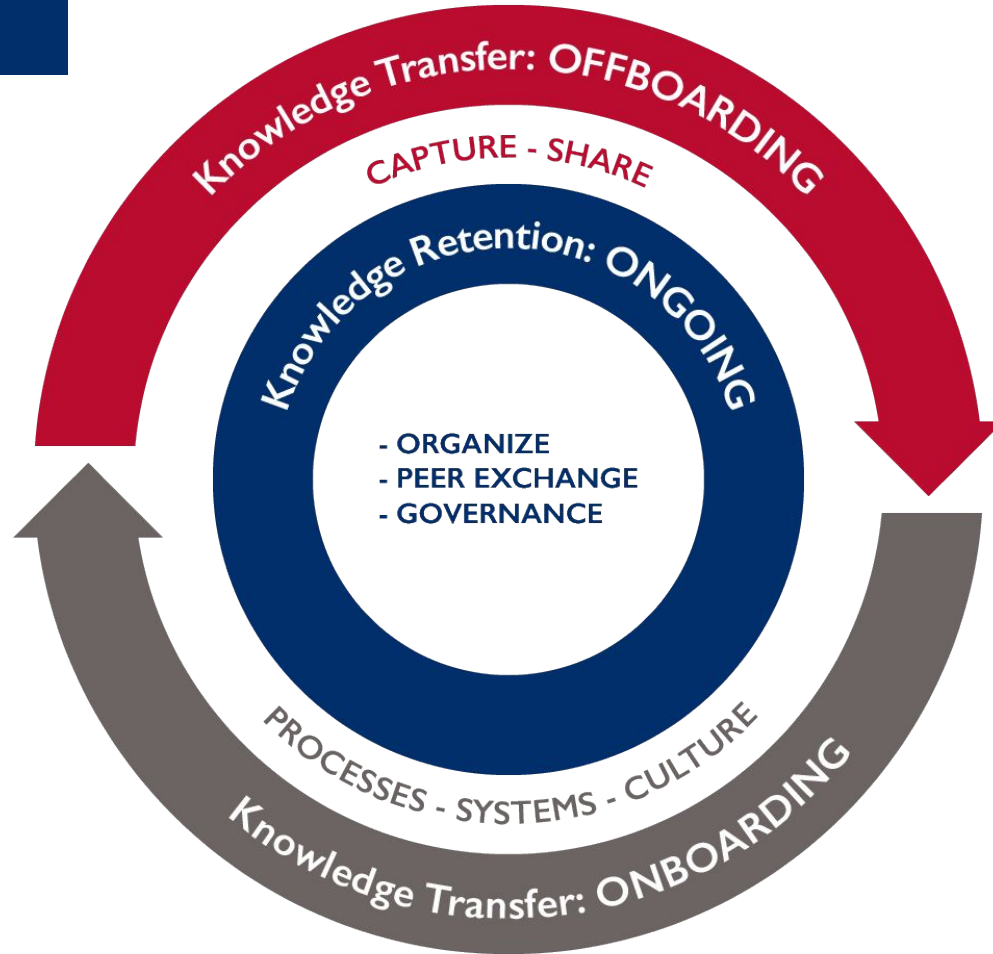 Knowledge Transfer: OFFBOARDING
CAPTURE - SHARE
Knowledge Retention: ONGOING
- ORGANIZE
- PEER EXCHANGE
- GOVERNANCE
PROCESSES - SYSTEMS - CULTURE
Knowledge Transfer: ONBOARDING